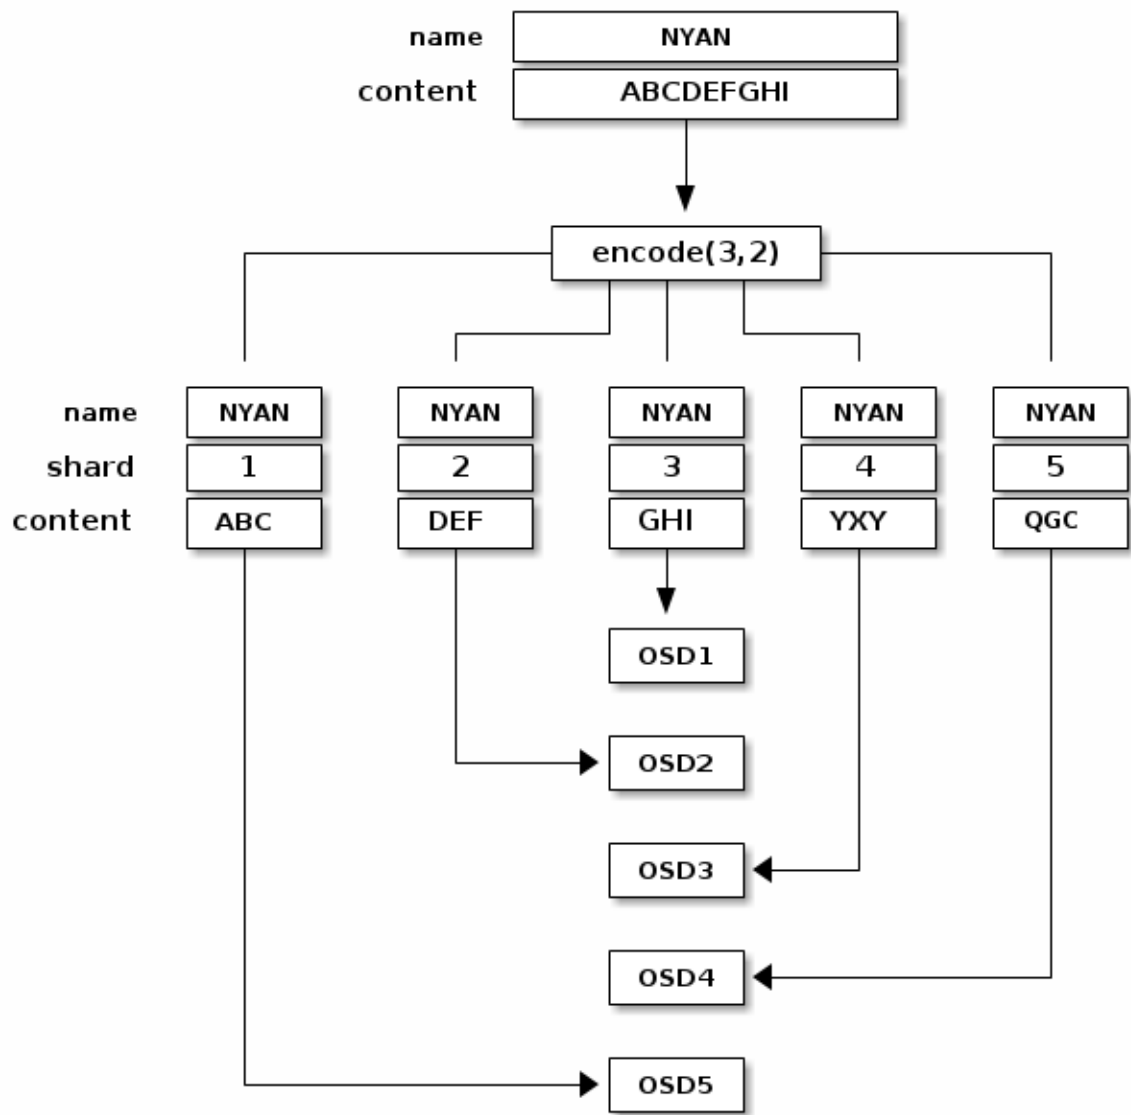 name NYAN
content ABCDEFGHI
encode(3,2)
name NYAN NYAN NYAN NYAN NYAN
shard 1 2 3 4 5
content ABC DEF GHI YXY QGC
OSD1
OSD2
OSD3
OSD4
OSD5